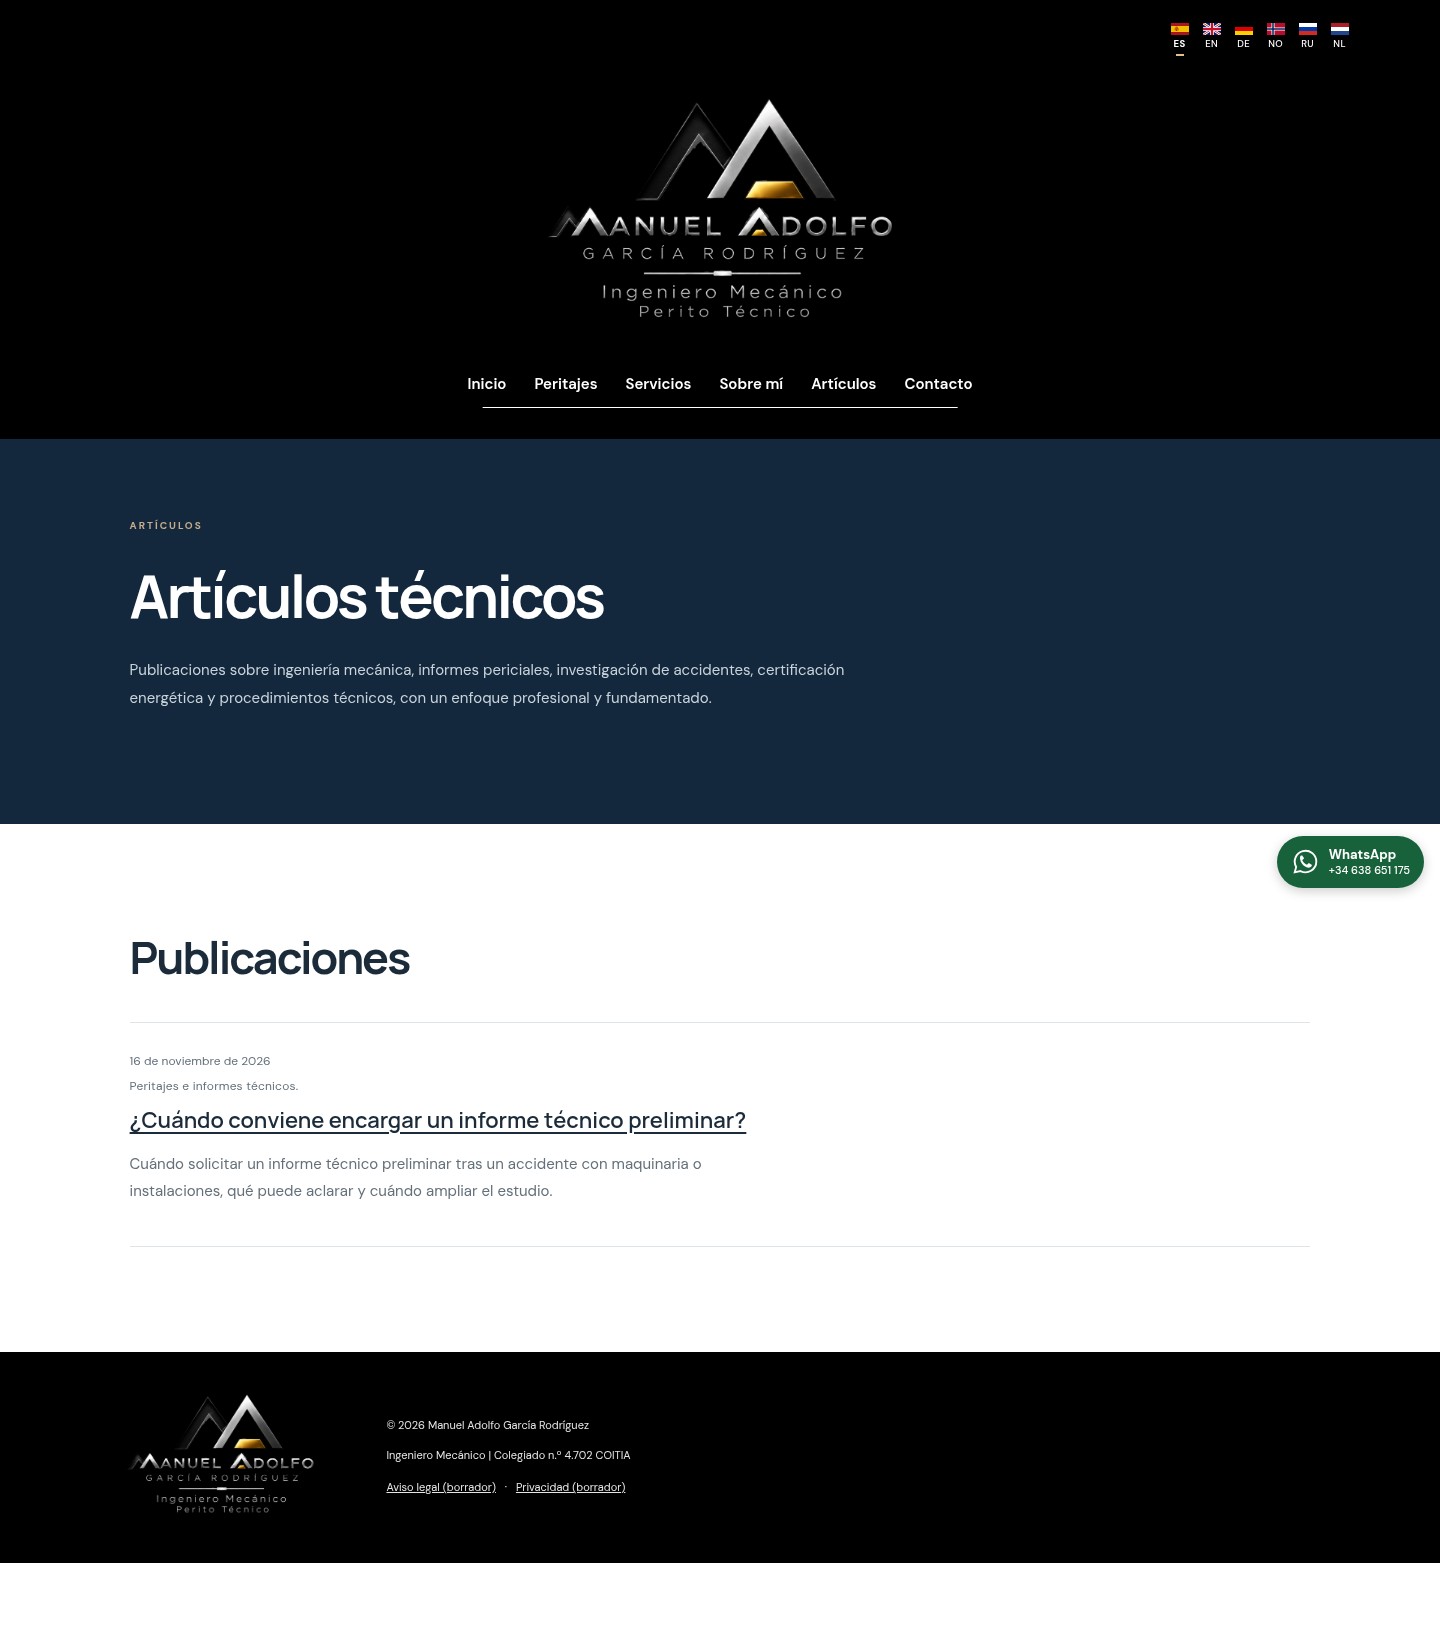 ES EN DE NO RU NL
MANUEL ADOLFO
GARCÍA RODRÍGUEZ
Ingeniero Mecánico
Perito Técnico
Inicio Peritajes Servicios Sobre mí Artículos Contacto
ARTÍCULOS
Artículos técnicos
Publicaciones sobre ingeniería mecánica, informes periciales, investigación de accidentes, certificación
energética y procedimientos técnicos, con un enfoque profesional y fundamentado.
WhatsApp
+34 638 651 175
Publicaciones
16 de noviembre de 2026
Peritajes e informes técnicos.
¿Cuándo conviene encargar un informe técnico preliminar?
Cuándo solicitar un informe técnico preliminar tras un accidente con maquinaria o
instalaciones, qué puede aclarar y cuándo ampliar el estudio.
MANUEL ADOLFO
GARCÍA RODRÍGUEZ
Ingeniero Mecánico
Perito Técnico
© 2026 Manuel Adolfo García Rodríguez
Ingeniero Mecánico | Colegiado n.º 4.702 COITIA
Aviso legal (borrador) · Privacidad (borrador)